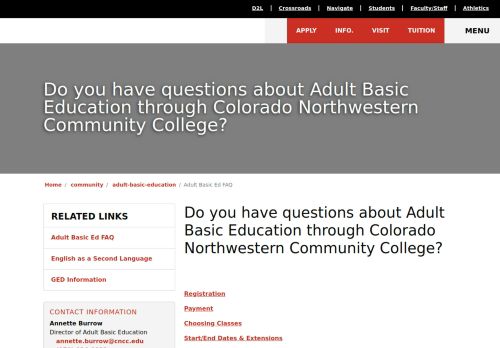 D2L | Crossroads | Navigate | Students | Faculty/Staff | Athletics
APPLY INFO. VISIT TUITION MENU
Do you have questions about Adult Basic
Education through Colorado Northwestern
Community College?
Home / community / adult-basic-education / Adult Basic Ed FAQ
RELATED LINKS
Adult Basic Ed FAQ
English as a Second Language
GED Information
CONTACT INFORMATION
Annette Burrow
Director of Adult Basic Education
annette.burrow@cncc.edu
Do you have questions about Adult
Basic Education through Colorado
Northwestern Community College?
Registration
Payment
Choosing Classes
Start/End Dates & Extensions